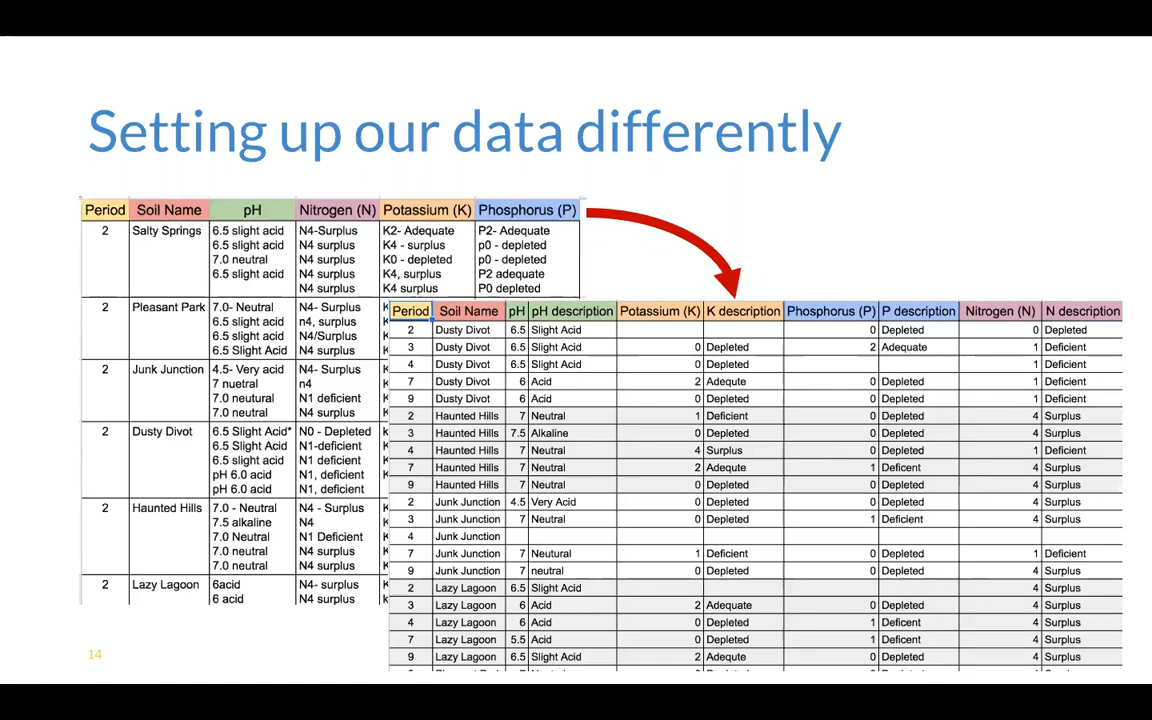 Setting up our data differently
Period Soil Name pH Nitrogen (N) Potassium (K) Phosphorus (P)
2 Salty Springs 6.5 slight acid N4-Surplus K2- Adequate P2- Adequate
6.5 slight acid N4 surplus K4 - surplus p0 - depleted
7.0 neutral N4 surplus K0 - depleted p0 - depleted
6.5 slight acid N4 surplus K4, surplus P2 adequate
N4 surplus K4 surplus P0 depleted
2 Pleasant Park 7.0- Neutral N4- Surplus
6.5 slight acid n4, surplus
6.5 slight acid N4/Surplus
6.5 Slight Acid N4 surplus
2 Junk Junction 4.5- Very acid N4- Surplus
7 nuetral n4
7.0 neutural N1 deficient
7.0 neutral N4 surplus
2 Dusty Divot 6.5 Slight Acid* N0 - Depleted
6.5 Slight Acid N1-deficient
6.5 slight acid N1 deficient
pH 6.0 acid N1, deficient
pH 6.0 acid N1, deficient
2 Haunted Hills 7.0 - Neutral N4 - Surplus
7.5 alkaline N4
7.0 Neutral N1 Deficient
7.0 neutral N4 surplus
7.0 neutral N4 surplus
2 Lazy Lagoon 6acid N4- surplus
6 acid N4 surplus
Period Soil Name pH pH description Potassium (K) K description Phosphorus (P) P description Nitrogen (N) N description
2 Dusty Divot 6.5 Slight Acid 0 Depleted 0 Depleted
3 Dusty Divot 6.5 Slight Acid 0 Depleted 2 Adequate 1 Deficient
4 Dusty Divot 6.5 Slight Acid 0 Depleted 1 Deficient
7 Dusty Divot 6 Acid 2 Adequte 0 Depleted 1 Deficient
9 Dusty Divot 6 Acid 0 Depleted 0 Depleted 1 Deficient
2 Haunted Hills 7 Neutral 1 Deficient 0 Depleted 4 Surplus
3 Haunted Hills 7.5 Alkaline 0 Depleted 0 Depleted 4 Surplus
4 Haunted Hills 7 Neutral 4 Surplus 0 Depleted 1 Deficient
7 Haunted Hills 7 Neutral 2 Adequte 1 Deficent 4 Surplus
9 Haunted Hills 7 Neutral 0 Depleted 0 Depleted 4 Surplus
2 Junk Junction 4.5 Very Acid 0 Depleted 0 Depleted 4 Surplus
3 Junk Junction 7 Neutral 0 Depleted 1 Deficient 4 Surplus
4 Junk Junction
7 Junk Junction 7 Neutural 1 Deficient 0 Depleted 1 Deficient
9 Junk Junction 7 neutral 0 Depleted 0 Depleted 4 Surplus
2 Lazy Lagoon 6.5 Slight Acid 4 Surplus
3 Lazy Lagoon 6 Acid 2 Adequate 0 Depleted 4 Surplus
4 Lazy Lagoon 6 Acid 0 Depleted 1 Deficent 4 Surplus
7 Lazy Lagoon 5.5 Acid 0 Depleted 1 Deficent 4 Surplus
9 Lazy Lagoon 6.5 Slight Acid 2 Adequte 0 Depleted 4 Surplus
14